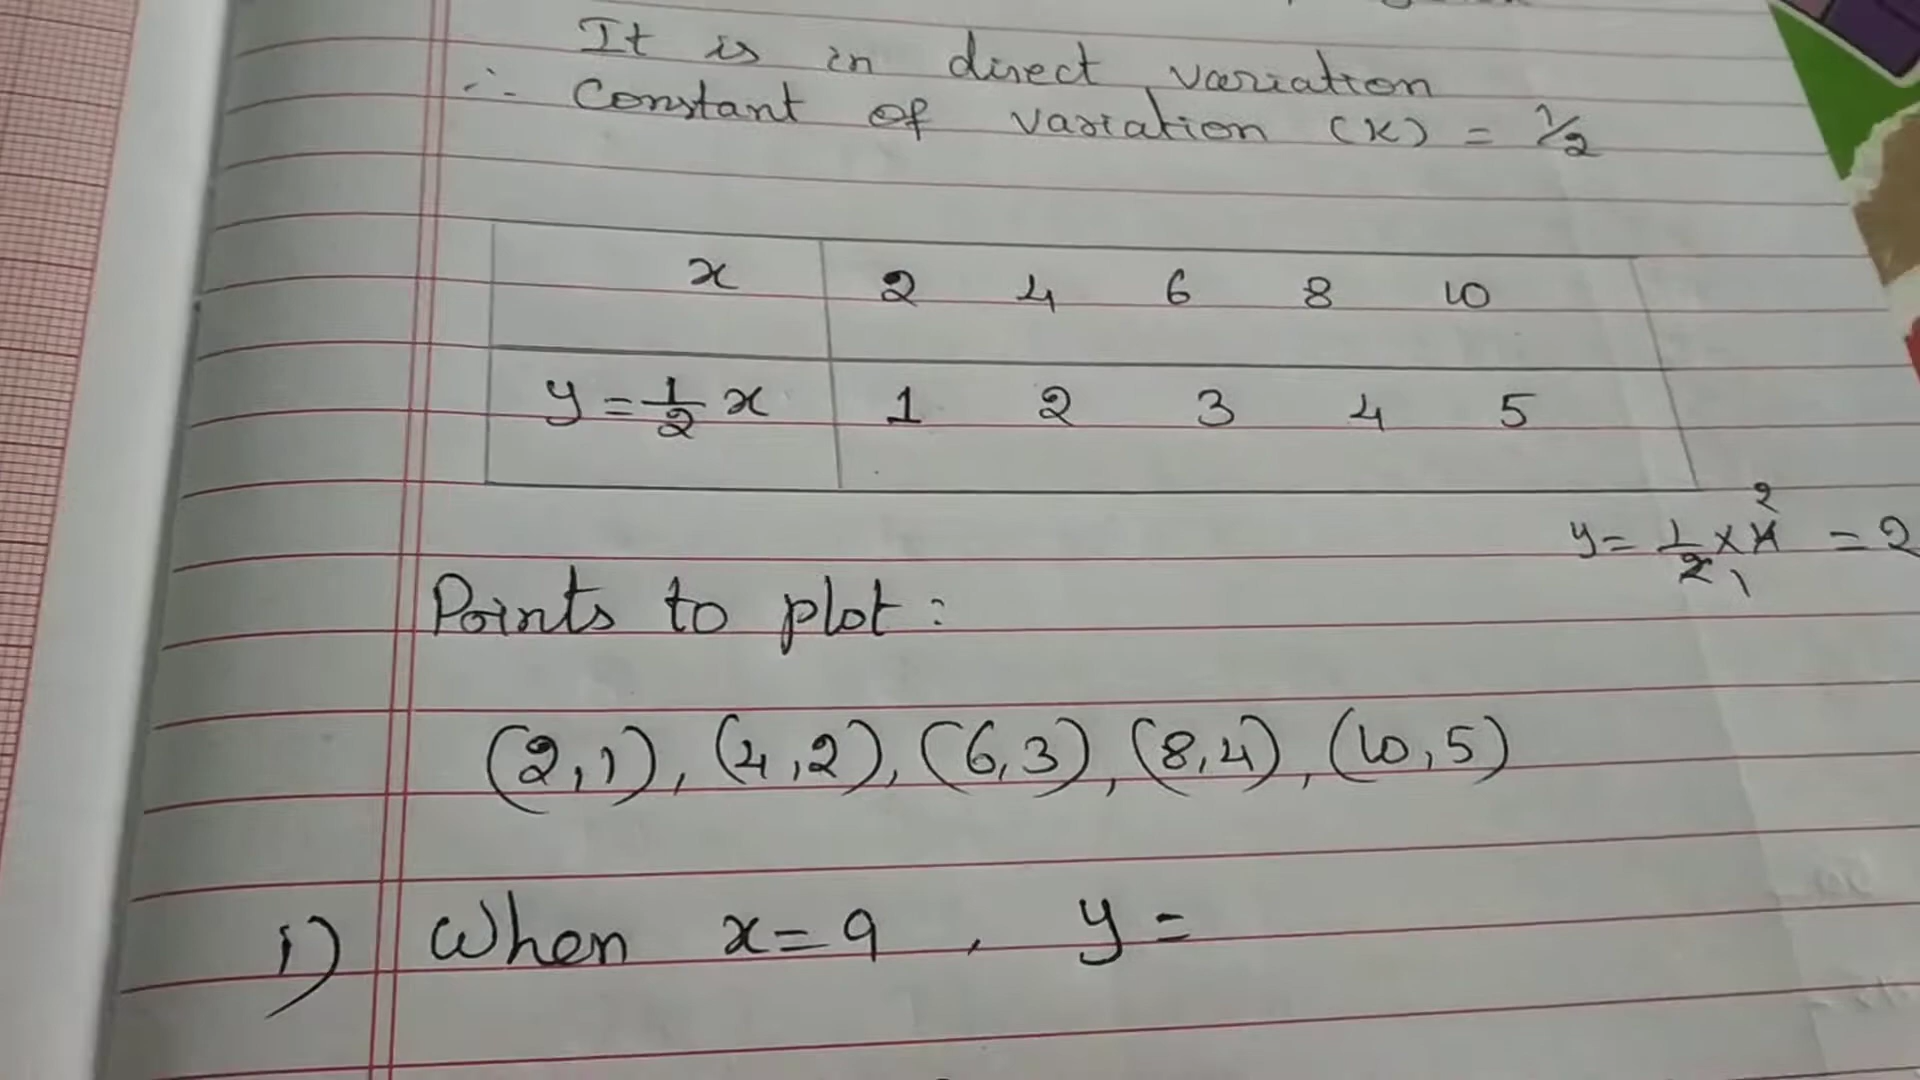 It is in direct variation
∴ Constant of variation (K) = 1/2
x 2 4 6 8 10
y = 1/2 x 1 2 3 4 5
y = 1/2 × 4 = 2
2
1
Points to plot :
(2,1), (4,2), (6,3), (8,4), (10,5)
1) When x = 9 , y =